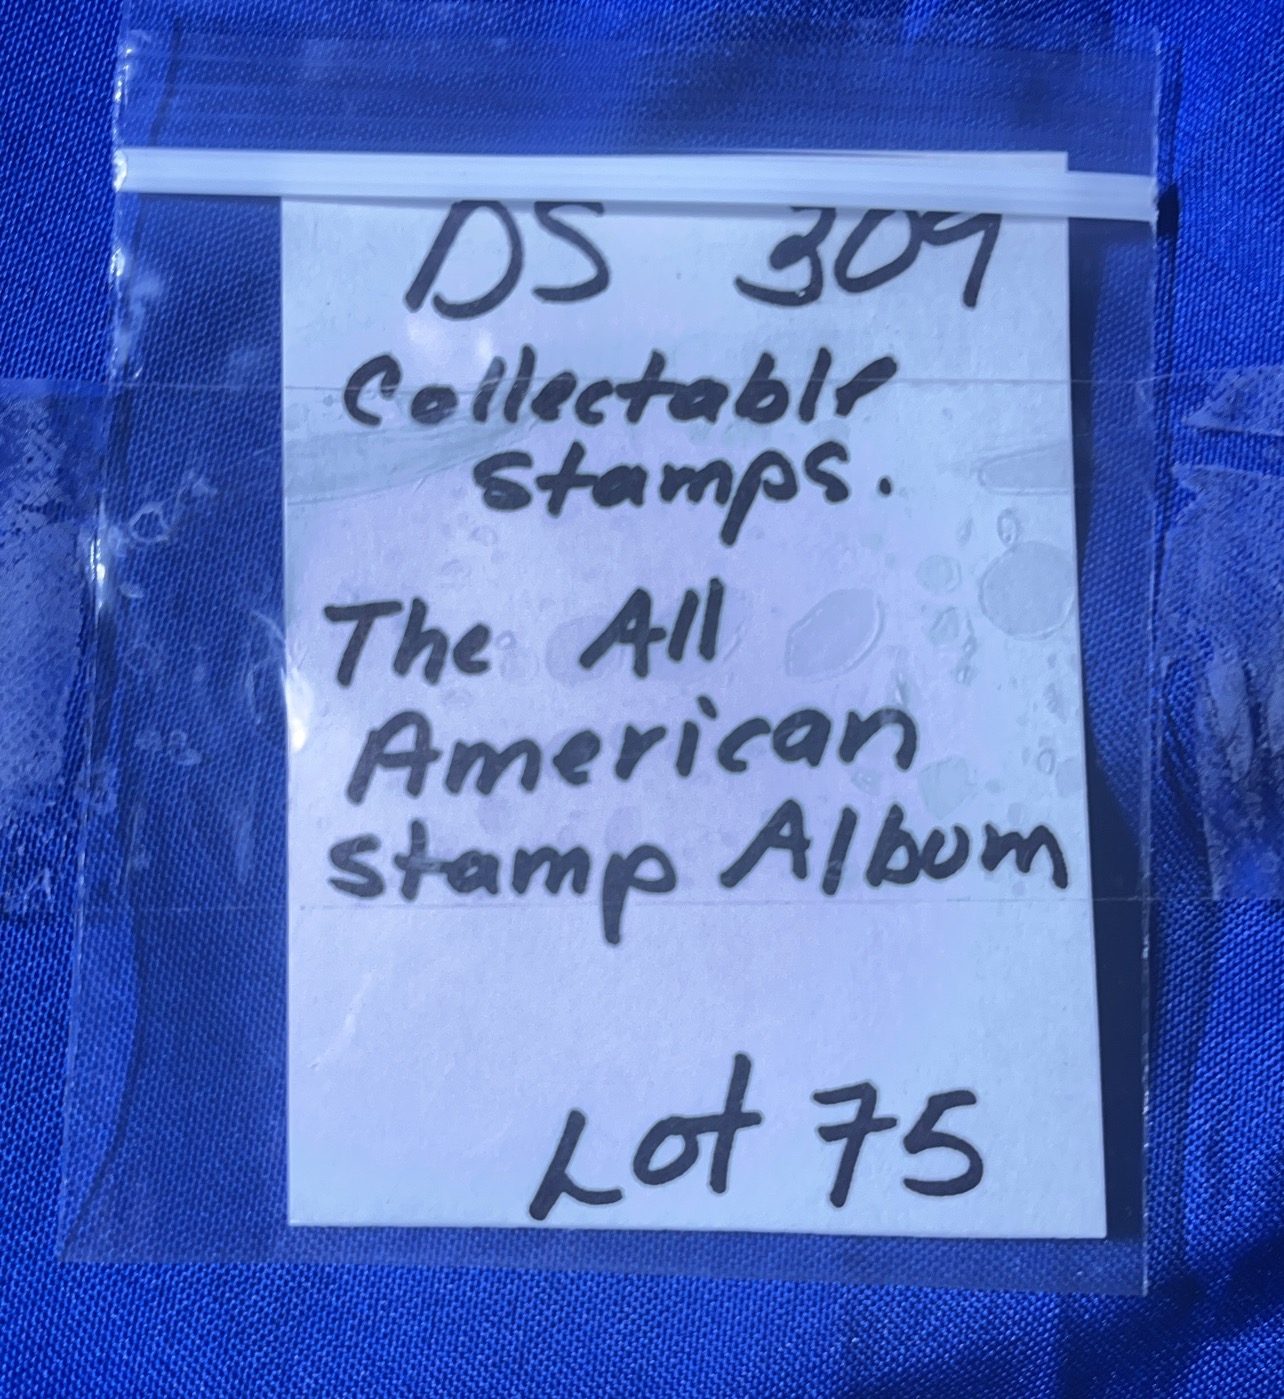 DS 309
Collectable
stamps.
The All
American
stamp Album
Lot 75